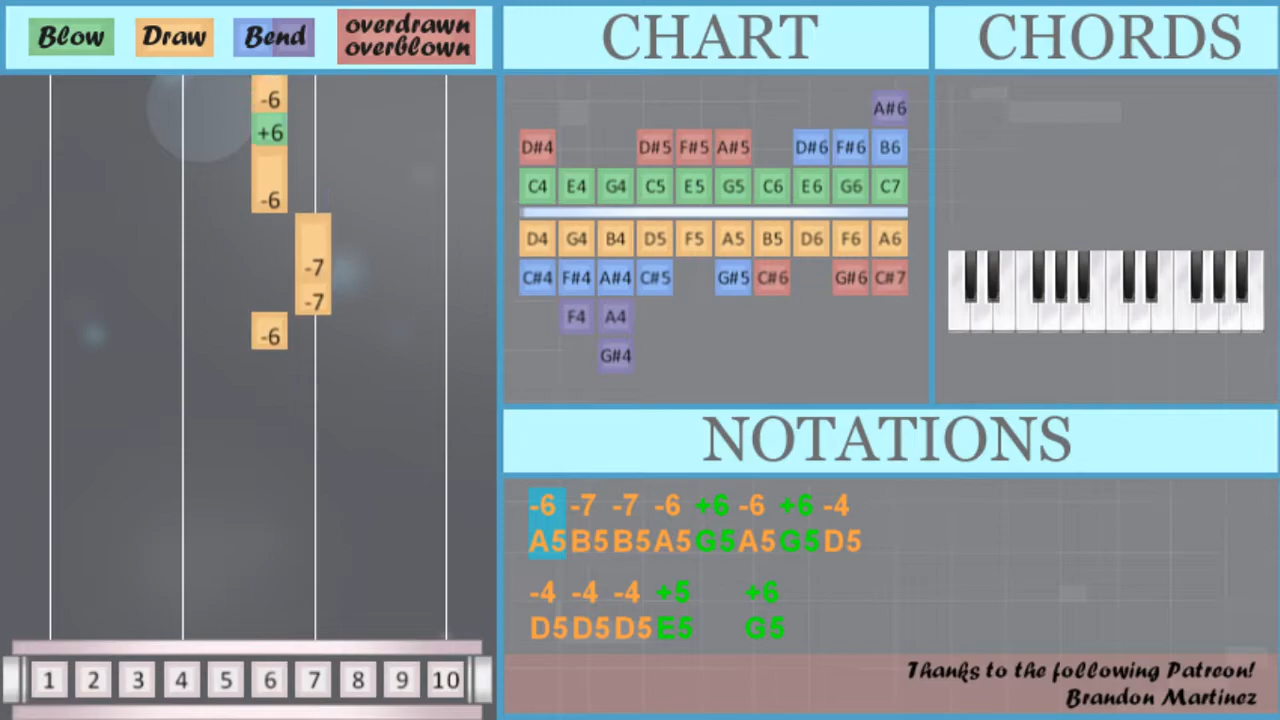 Blow Draw Bend overdrawn
overblown
CHART
CHORDS
-6
+6
-6
-7
-7
-6
1 2 3 4 5 6 7 8 9 10
A#6
D#4 D#5 F#5 A#5 D#6 F#6 B6
C4 E4 G4 C5 E5 G5 C6 E6 G6 C7
D4 G4 B4 D5 F5 A5 B5 D6 F6 A6
C#4 F#4 A#4 C#5 G#5 C#6 G#6 C#7
F4 A4
G#4
NOTATIONS
-6 -7 -7 -6 +6 -6 +6 -4
A5 B5 B5 A5 G5 A5 G5 D5
-4 -4 -4 +5 +6
D5 D5 D5 E5 G5
Thanks to the following Patreon!
Brandon Martinez